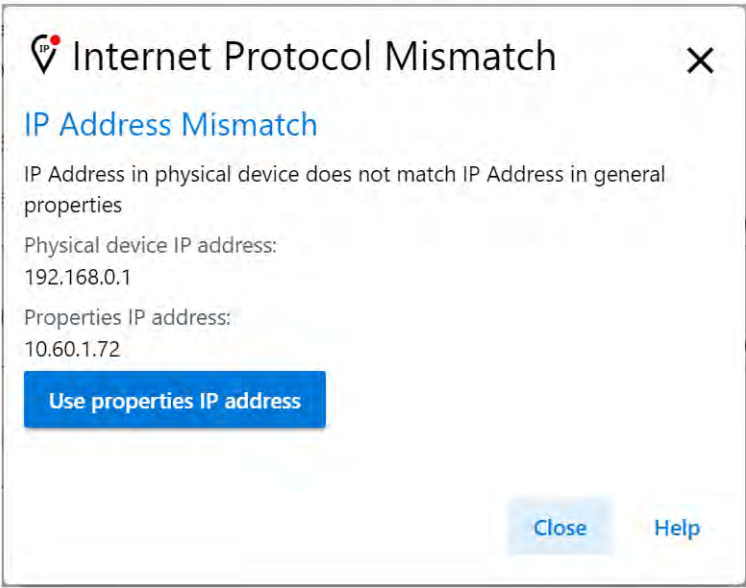 IP Internet Protocol Mismatch
IP Address Mismatch
IP Address in physical device does not match IP Address in general
properties
Physical device IP address:
192.168.0.1
Properties IP address:
10.60.1.72
Use properties IP address
Close Help